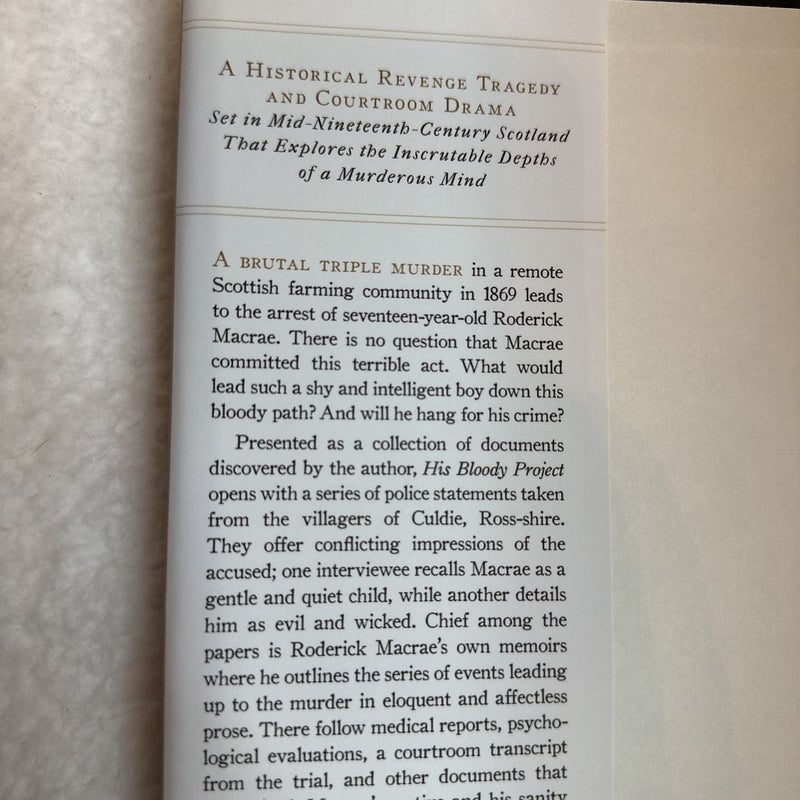 A Historical Revenge Tragedy
and Courtroom Drama
Set in Mid-Nineteenth-Century Scotland
That Explores the Inscrutable Depths
of a Murderous Mind
A brutal triple murder in a remote
Scottish farming community in 1869 leads
to the arrest of seventeen-year-old Roderick
Macrae. There is no question that Macrae
committed this terrible act. What would
lead such a shy and intelligent boy down this
bloody path? And will he hang for his crime?
Presented as a collection of documents
discovered by the author, His Bloody Project
opens with a series of police statements taken
from the villagers of Culdie, Ross-shire.
They offer conflicting impressions of the
accused; one interviewee recalls Macrae as a
gentle and quiet child, while another details
him as evil and wicked. Chief among the
papers is Roderick Macrae's own memoirs
where he outlines the series of events leading
up to the murder in eloquent and affectless
prose. There follow medical reports, psycho-
logical evaluations, a courtroom transcript
from the trial, and other documents that
and his sanity